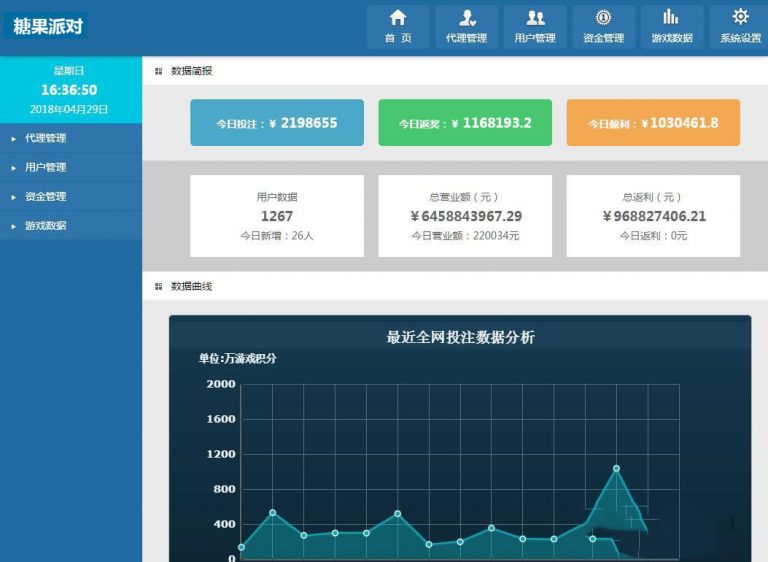 糖果派对
首 页
代理管理
用户管理
资金管理
游戏数据
系统设置
星期日
16:36:50
2018年04月29日
代理管理
用户管理
资金管理
游戏数据
数据简报
今日投注：¥ 2198655
今日返奖：¥ 1168193.2
今日盈利：¥1030461.8
用户数据
1267
今日新增：26人
总营业额（元）
¥6458843967.29
今日营业额：220034元
总返利（元）
¥968827406.21
今日返利：0元
数据曲线
最近全网投注数据分析
单位:万游戏积分
2000
1600
1200
800
400
0